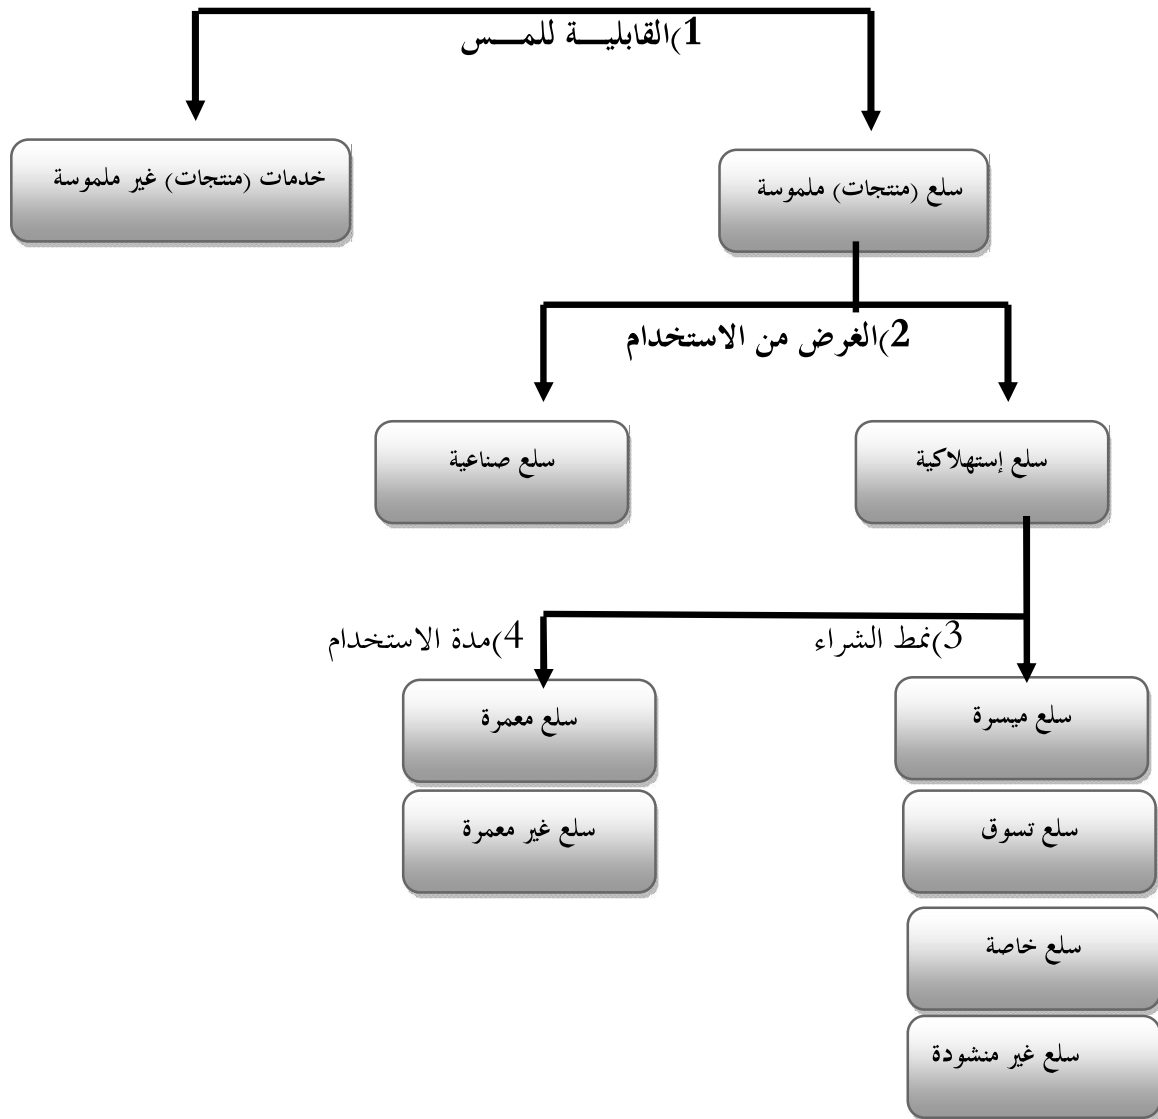 1)القابليـــة للمـــس
سلع (منتجات) ملموسة
خدمات (منتجات) غير ملموسة
2)الغرض من الاستخدام
سلع إستهلاكية
سلع صناعية
3)نمط الشراء
4)مدة الاستخدام
سلع ميسرة
سلع معمرة
سلع تسوق
سلع غير معمرة
سلع خاصة
سلع غير منشودة